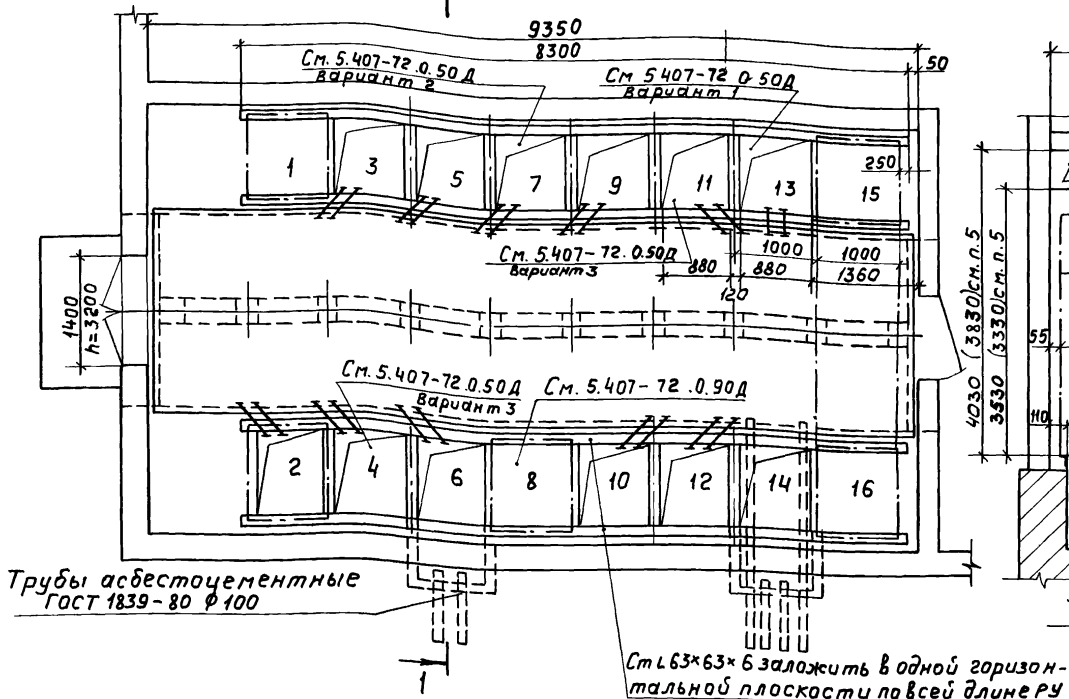 9350
8300
50
См. 5.407-72.0.50Д
вариант 2
См 5407-72 0.50Д
вариант 1
250
1 3 5 7 9 11 13 15
См. 5.407-72.0.50Д
вариант 3
1000 1000
880 880 1360
120
1400
h=3200
4030 (3830) см.п.5
3530 (3330) см.п.5
55
110
См. 5.407-72.0.50Д
вариант 3
См. 5.407-72.0.90Д
2 4 6 8 10 12 14 16
Трубы асбестоцементные
ГОСТ 1839-80 Ф100
1
Ст L63×63×6 заложить в одной горизон-
тальной плоскости по всей длине РУ